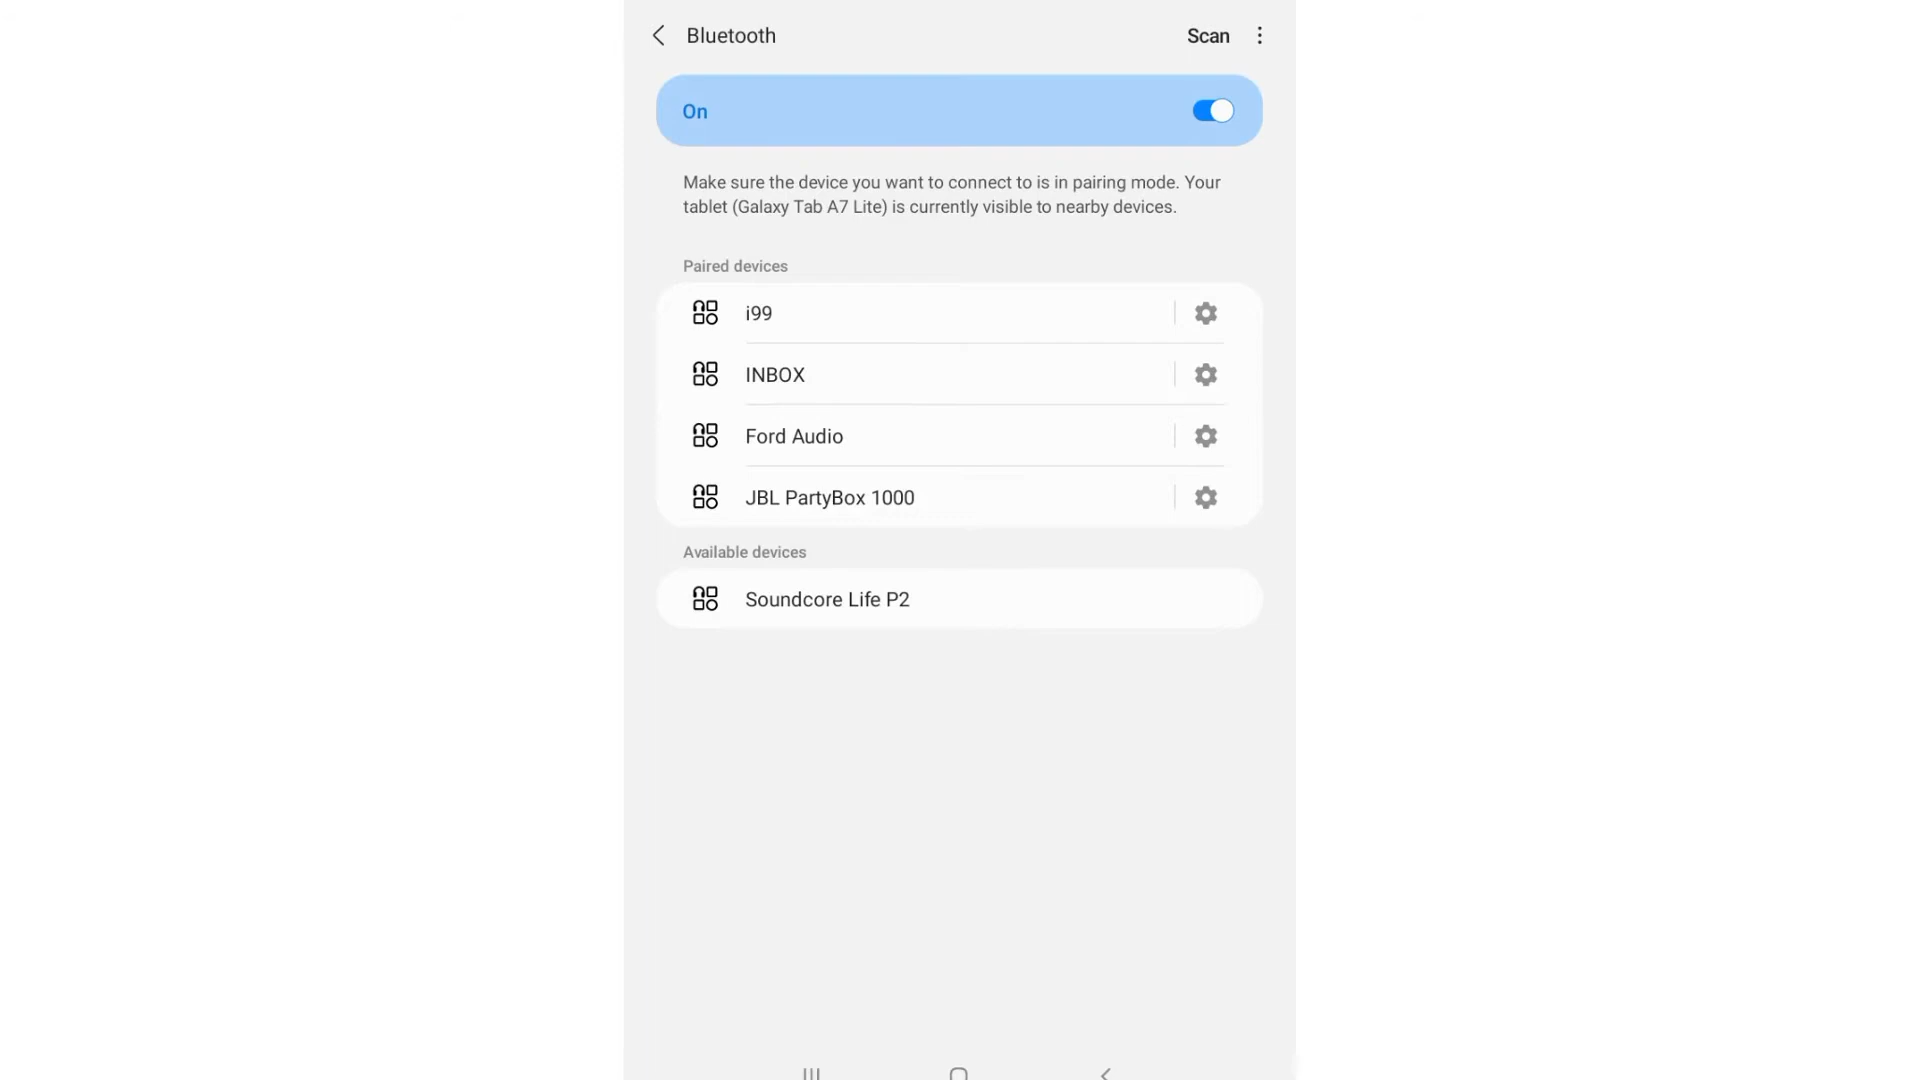 Bluetooth
Scan
On
Make sure the device you want to connect to is in pairing mode. Your
tablet (Galaxy Tab A7 Lite) is currently visible to nearby devices.
Paired devices
i99
INBOX
Ford Audio
JBL PartyBox 1000
Available devices
Soundcore Life P2